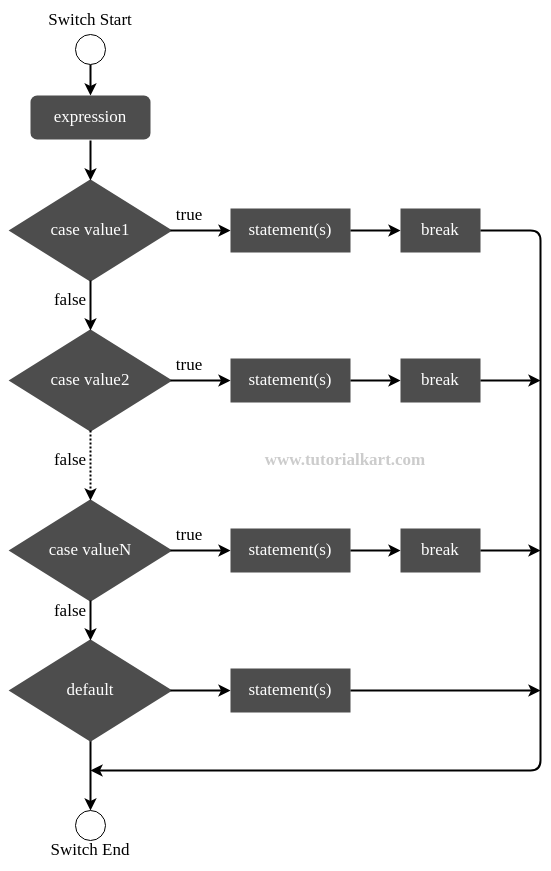 Switch Start
expression
case value1
true
statement(s)
break
false
case value2
true
statement(s)
break
false
www.tutorialkart.com
case valueN
true
statement(s)
break
false
default
statement(s)
Switch End